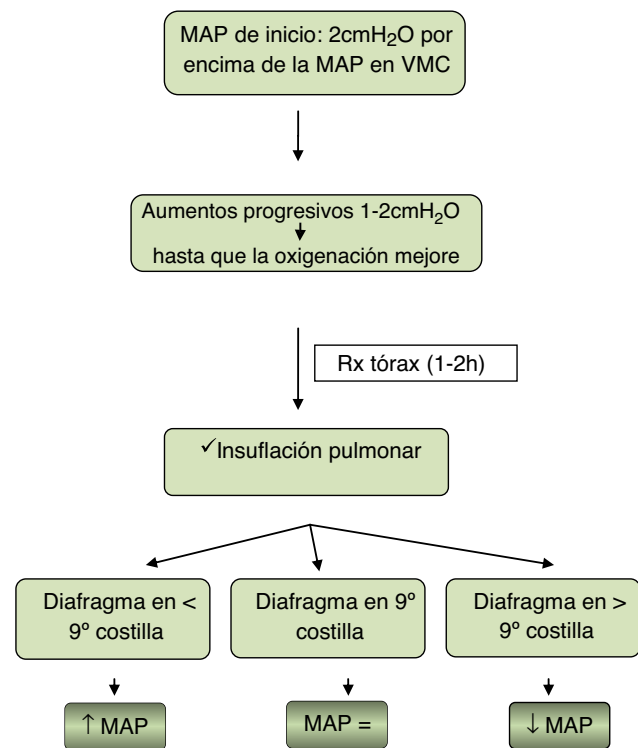 MAP de inicio: 2cmH₂O por
encima de la MAP en VMC
Aumentos progresivos 1-2cmH₂O
hasta que la oxigenación mejore
Rx tórax (1-2h)
✓Insuflación pulmonar
Diafragma en <
9º costilla
Diafragma en 9º
costilla
Diafragma en >
9º costilla
↑ MAP
MAP =
↓ MAP